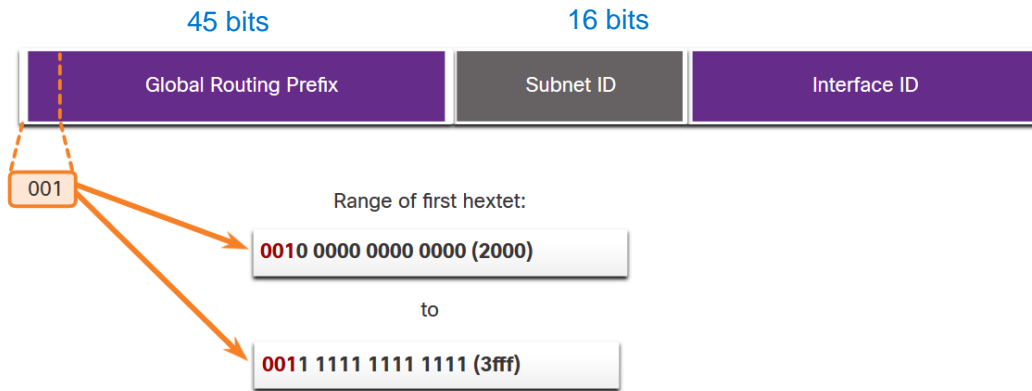 45 bits 16 bits
Global Routing Prefix Subnet ID Interface ID
001
Range of first hextet:
0010 0000 0000 0000 (2000)
to
0011 1111 1111 1111 (3fff)